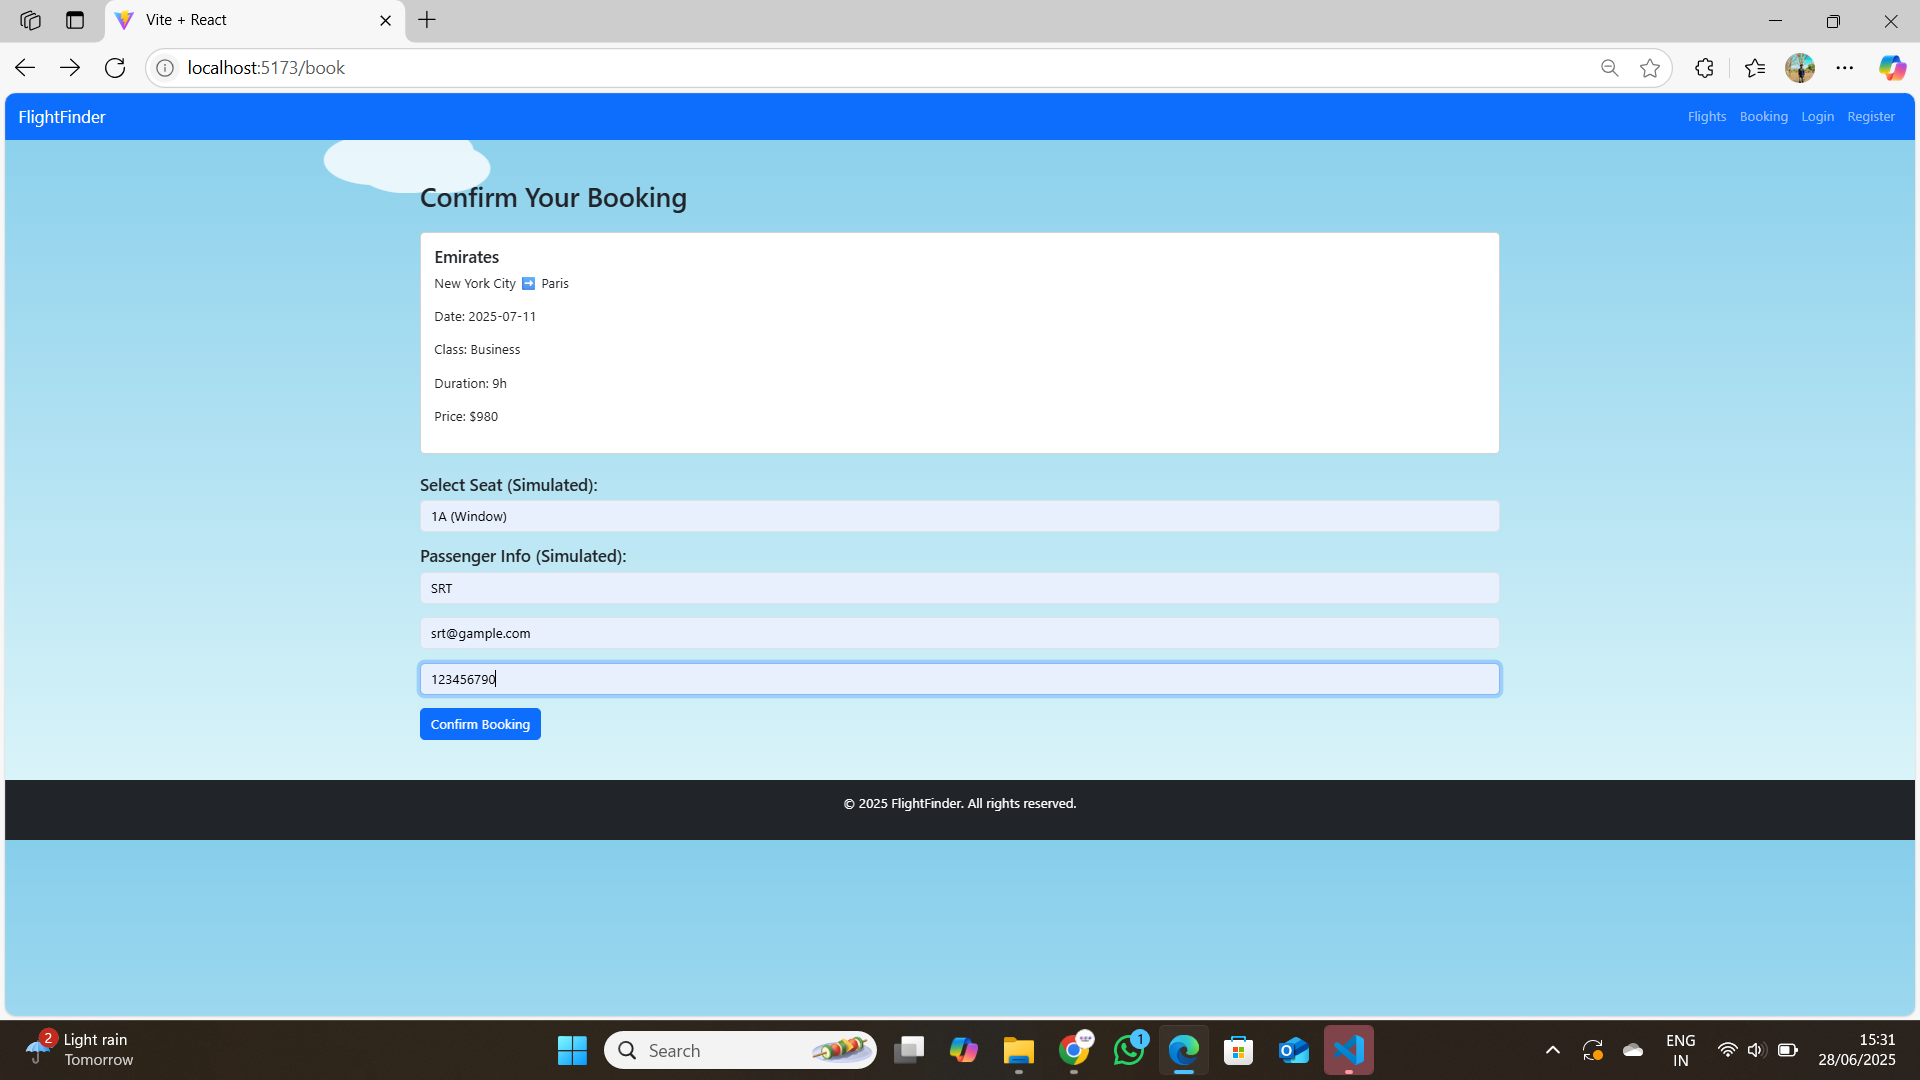 Vite + React
localhost:5173/book
FlightFinder
Flights Booking Login Register
Confirm Your Booking
Emirates
New York City ➡️ Paris
Date: 2025-07-11
Class: Business
Duration: 9h
Price: $980
Select Seat (Simulated):
1A (Window)
Passenger Info (Simulated):
SRT
srt@gample.com
123456790
Confirm Booking
© 2025 FlightFinder. All rights reserved.
2
Light rain
Tomorrow
Search
1
ENG
IN
15:31
28/06/2025